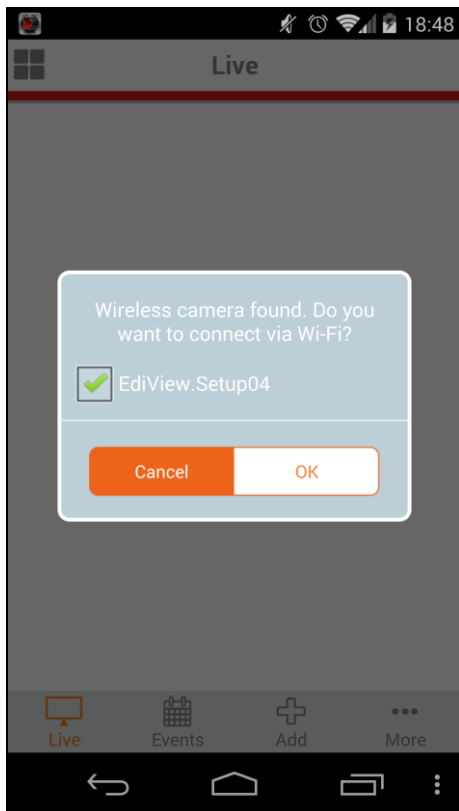 18:48
Live
Wireless camera found. Do you
want to connect via Wi-Fi?
EdiView.Setup04
Cancel OK
Live Events Add More